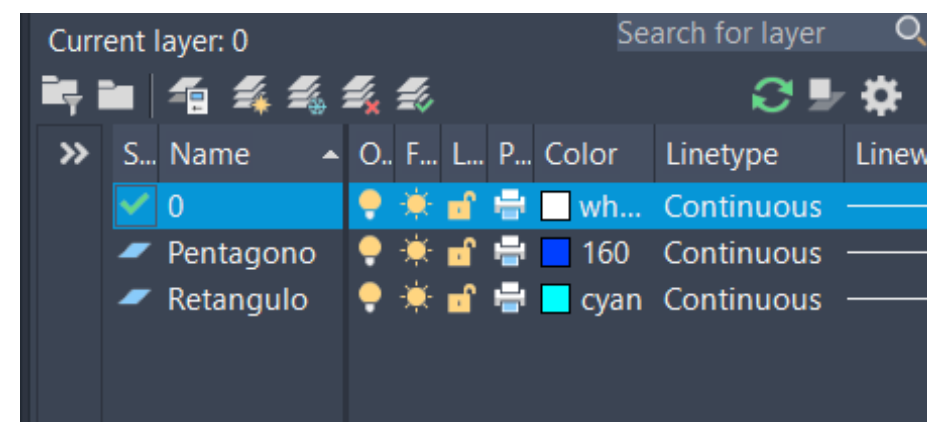 Current layer: 0 Search for layer
S... Name O.. F... L... P... Color Linetype Linew
0 wh... Continuous
Pentagono 160 Continuous
Retangulo cyan Continuous